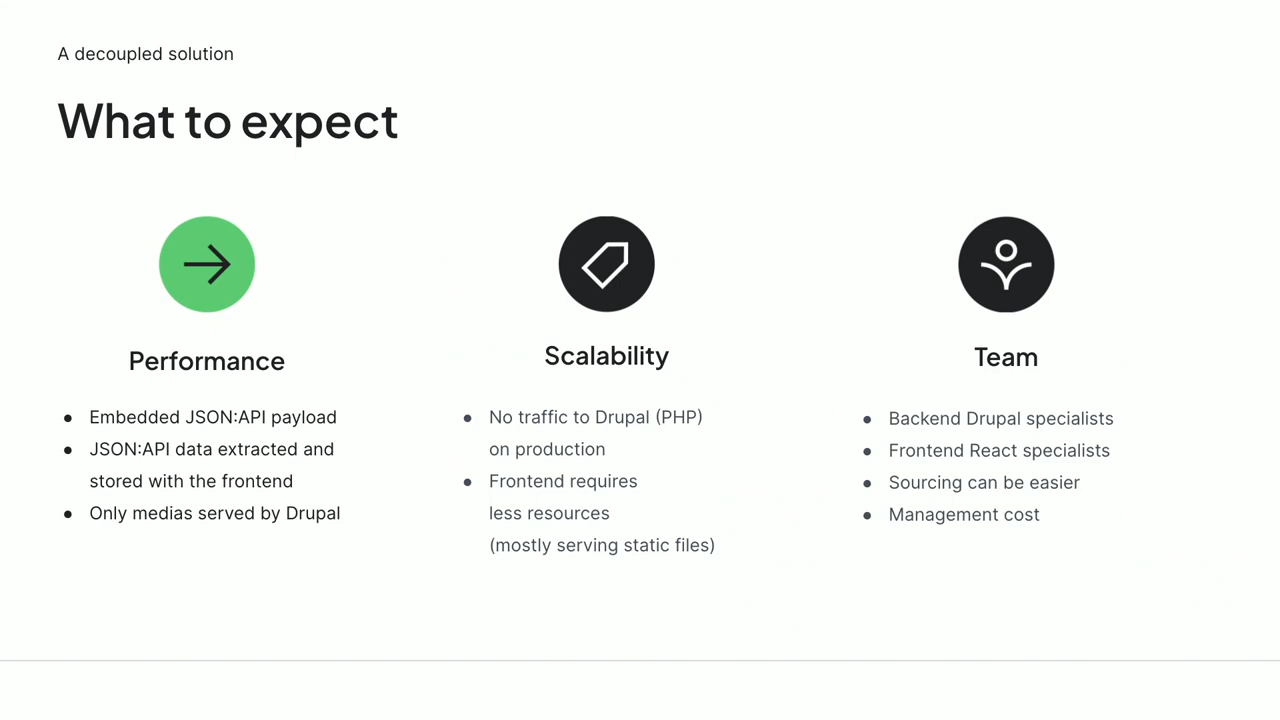 A decoupled solution
What to expect
Performance
● Embedded JSON:API payload
● JSON:API data extracted and
stored with the frontend
● Only medias served by Drupal
Scalability
● No traffic to Drupal (PHP)
on production
● Frontend requires
less resources
(mostly serving static files)
Team
● Backend Drupal specialists
● Frontend React specialists
● Sourcing can be easier
● Management cost